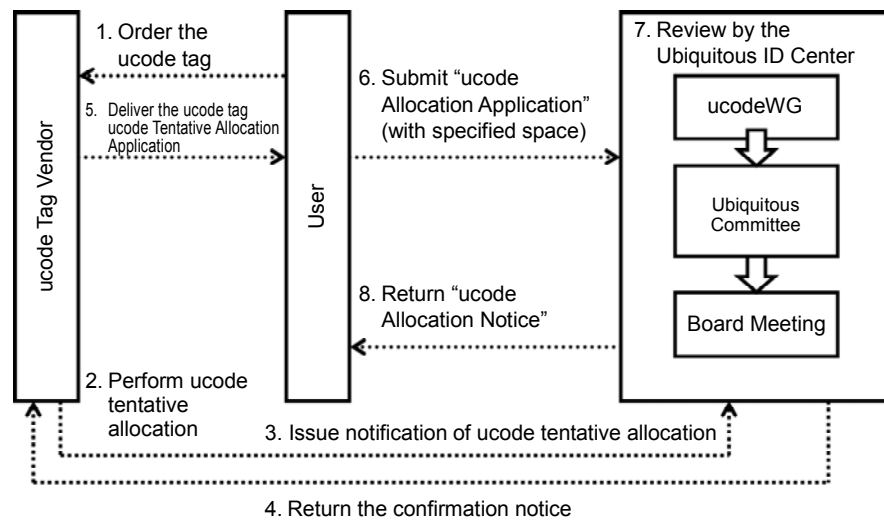 1. Order the
ucode tag
5. Deliver the ucode tag
ucode Tentative Allocation
Application
ucode Tag Vendor
User
6. Submit “ucode
Allocation Application”
(with specified space)
7. Review by the
Ubiquitous ID Center
ucodeWG
Ubiquitous
Committee
Board Meeting
8. Return “ucode
Allocation Notice”
2. Perform ucode
tentative
allocation
3. Issue notification of ucode tentative allocation
4. Return the confirmation notice